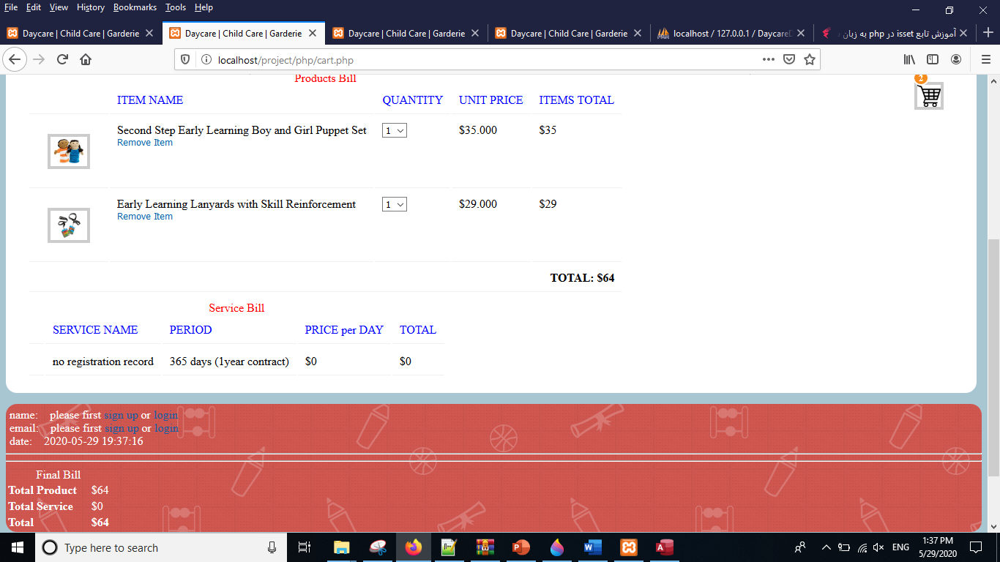 File Edit View History Bookmarks Tools Help
Daycare | Child Care | Garderie
Daycare | Child Care | Garderie
Daycare | Child Care | Garderie
Daycare | Child Care | Garderie
localhost / 127.0.0.1 / Daycare
آموزش تابع isset در php به زبان
localhost/project/php/cart.php
Products Bill
2
ITEM NAME QUANTITY UNIT PRICE ITEMS TOTAL
Second Step Early Learning Boy and Girl Puppet Set 1 $35.000 $35
Remove Item
Early Learning Lanyards with Skill Reinforcement 1 $29.000 $29
Remove Item
TOTAL: $64
Service Bill
SERVICE NAME PERIOD PRICE per DAY TOTAL
no registration record 365 days (1year contract) $0 $0
name: please first sign up or login
email: please first sign up or login
date: 2020-05-29 19:37:16
Final Bill
Total Product $64
Total Service $0
Total $64
Type here to search
ENG
1:37 PM
5/29/2020